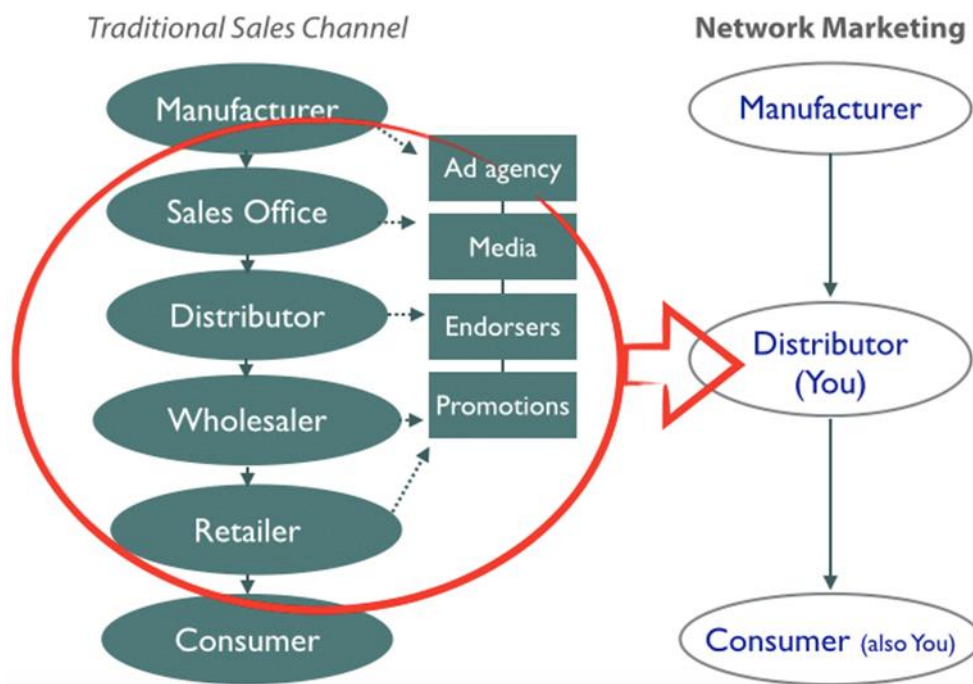 Traditional Sales Channel
Manufacturer
Sales Office
Distributor
Wholesaler
Retailer
Consumer
Ad agency
Media
Endorsers
Promotions
Network Marketing
Manufacturer
Distributor
(You)
Consumer (also You)